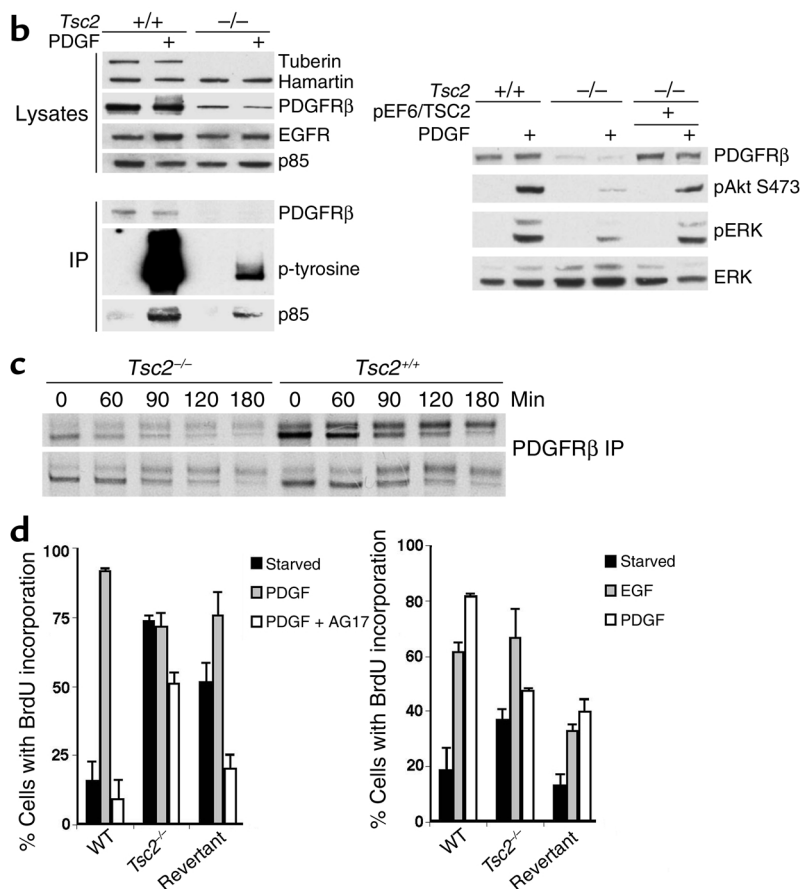 b
Tsc2 +/+ –/–
PDGF + +
Tuberin
Hamartin
PDGFRβ
EGFR
p85
Lysates
PDGFRβ
p-tyrosine
p85
IP
Tsc2 +/+ –/– –/–
pEF6/TSC2 +
PDGF + + +
PDGFRβ
pAkt S473
pERK
ERK
c
Tsc2–/– Tsc2+/+
0 60 90 120 180 0 60 90 120 180 Min
PDGFRβ IP
d
% Cells with BrdU incorporation
100
75
50
25
0
WT
Tsc2–/–
Revertant
Starved
PDGF
PDGF + AG17
% Cells with BrdU incorporation
100
80
60
40
20
0
WT
Tsc2–/–
Revertant
Starved
EGF
PDGF